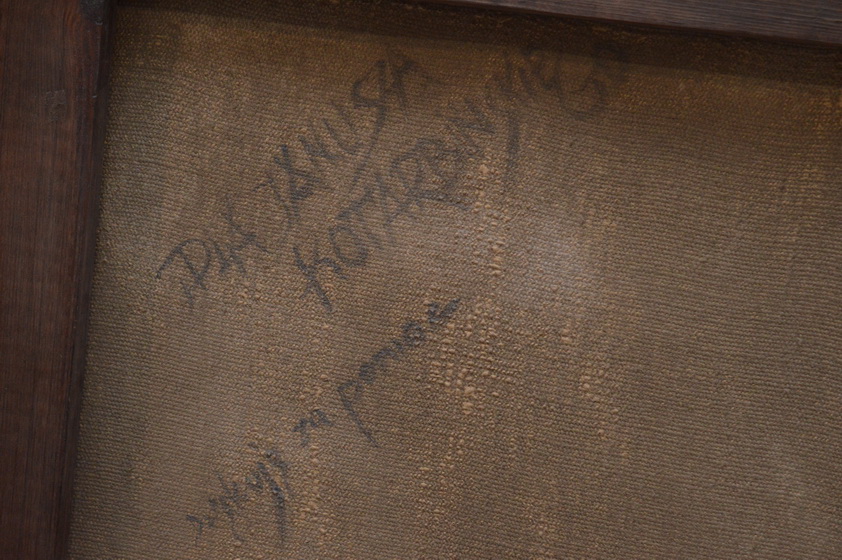 DLA JANUSZA
KOTARBIŃSKIEGO
za pomoc